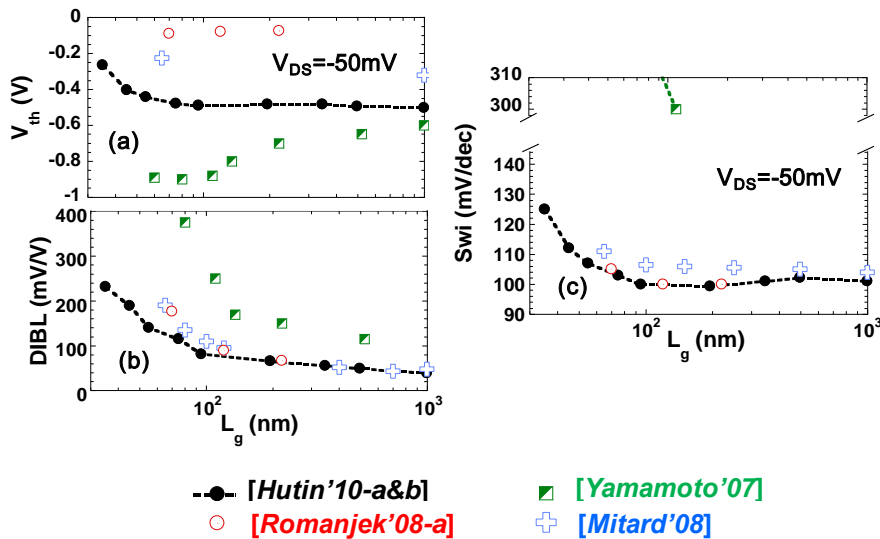 0
-0.2
-0.4
-0.6
-0.8
-1
V_th (V)
V_DS=-50mV
(a)
400
300
200
100
0
DIBL (mV/V)
(b)
10^2
10^3
L_g (nm)
310
300
140
130
120
110
100
90
Swi (mV/dec)
V_DS=-50mV
(c)
10^2
10^3
L_g (nm)
[Hutin'10-a&b]
[Yamamoto'07]
[Romanjek'08-a]
[Mitard'08]